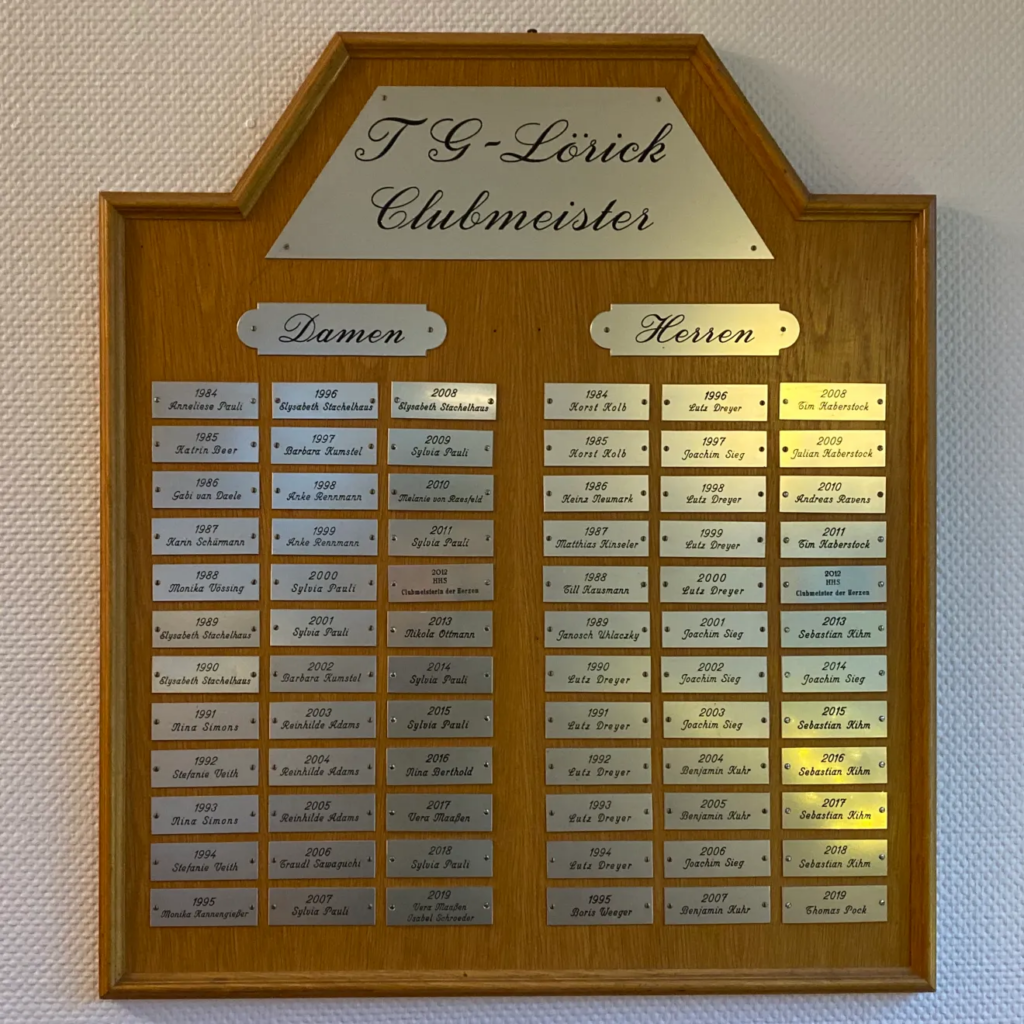 TG-Lörick
Clubmeister
Damen
1984
Anneliese Pauli
1985
Katrin Beer
1986
Gabi van Daele
1987
Karin Schürmann
1988
Monika Vössing
1989
Elysabeth Stachelhaus
1990
Elysabeth Stachelhaus
1991
Nina Simons
1992
Stefanie Veith
1993
Nina Simons
1994
Stefanie Veith
1995
Monika Kannengießer
1996
Elysabeth Stachelhaus
1997
Barbara Kumstel
1998
Anke Rennmann
1999
Anke Rennmann
2000
Sylvia Pauli
2001
Sylvia Pauli
2002
Barbara Kumstel
2003
Reinhilde Adams
2004
Reinhilde Adams
2005
Reinhilde Adams
2006
Traudl Sawaguchi
2007
Sylvia Pauli
2008
Elysabeth Stachelhaus
2009
Sylvia Pauli
2010
Melanie von Raesfeld
2011
Sylvia Pauli
2012
HHS
Clubmeisterin der Herzen
2013
Nikola Ottmann
2014
Sylvia Pauli
2015
Sylvia Pauli
2016
Nina Berthold
2017
Vera Maaßen
2018
Sylvia Pauli
2019
Vera Maaßen
Isabel Schroeder
Herren
1984
Horst Kolb
1985
Horst Kolb
1986
Heinz Neumark
1987
Matthias Hinseler
1988
Till Hausmann
1989
Janosch Uhlaczky
1990
Lutz Dreyer
1991
Lutz Dreyer
1992
Lutz Dreyer
1993
Lutz Dreyer
1994
Lutz Dreyer
1995
Boris Weeger
1996
Lutz Dreyer
1997
Joachim Sieg
1998
Lutz Dreyer
1999
Lutz Dreyer
2000
Lutz Dreyer
2001
Joachim Sieg
2002
Joachim Sieg
2003
Joachim Sieg
2004
Benjamin Kuhr
2005
Benjamin Kuhr
2006
Joachim Sieg
2007
Benjamin Kuhr
2008
Tim Haberstock
2009
Julian Haberstock
2010
Andreas Ravens
2011
Tim Haberstock
2012
HHS
Clubmeister der Herzen
2013
Sebastian Kihm
2014
Joachim Sieg
2015
Sebastian Kihm
2016
Sebastian Kihm
2017
Sebastian Kihm
2018
Sebastian Kihm
2019
Thomas Pock